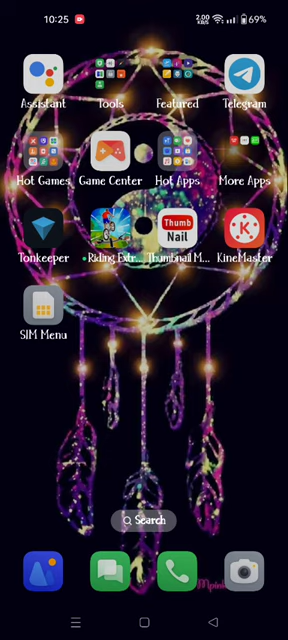 10:25 2.00 KB/S 69%
Assistant Tools Featured Telegram
Hot Games Game Center Hot Apps More Apps
Thumb
Nail
Tonkeeper Riding Extr... Thumbnail M... KineMaster
SIM Menu
Search